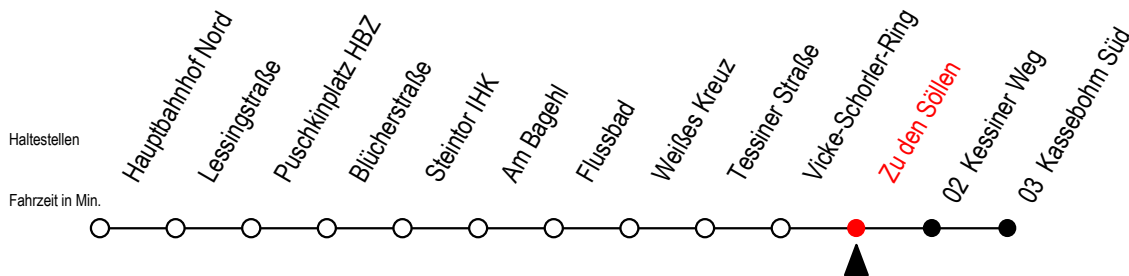 Haltestellen
Fahrzeit in Min.
Hauptbahnhof Nord
Lessingstraße
Puschkinplatz HBZ
Blücherstraße
Steintor IHK
Am Bagehl
Flussbad
Weißes Kreuz
Tessiner Straße
Vicke-Schorler-Ring
Zu den Söllen
02 Kessiner Weg
03 Kassebohm Süd